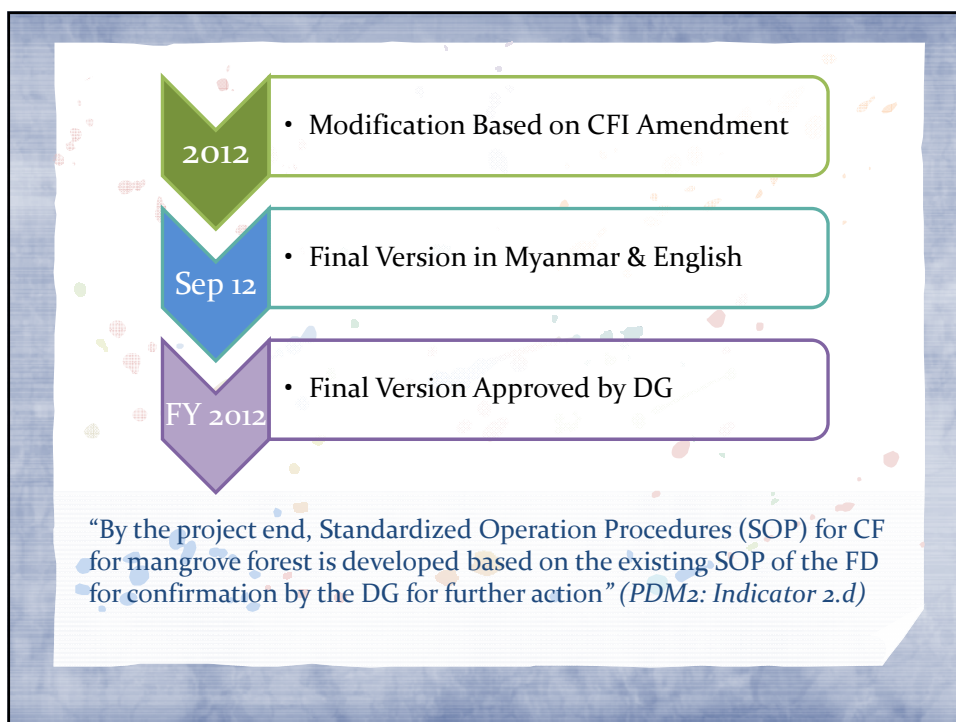 2012
• Modification Based on CFI Amendment
Sep 12
• Final Version in Myanmar & English
FY 2012
• Final Version Approved by DG
“By the project end, Standardized Operation Procedures (SOP) for CF
for mangrove forest is developed based on the existing SOP of the FD
for confirmation by the DG for further action” (PDM2: Indicator 2.d)